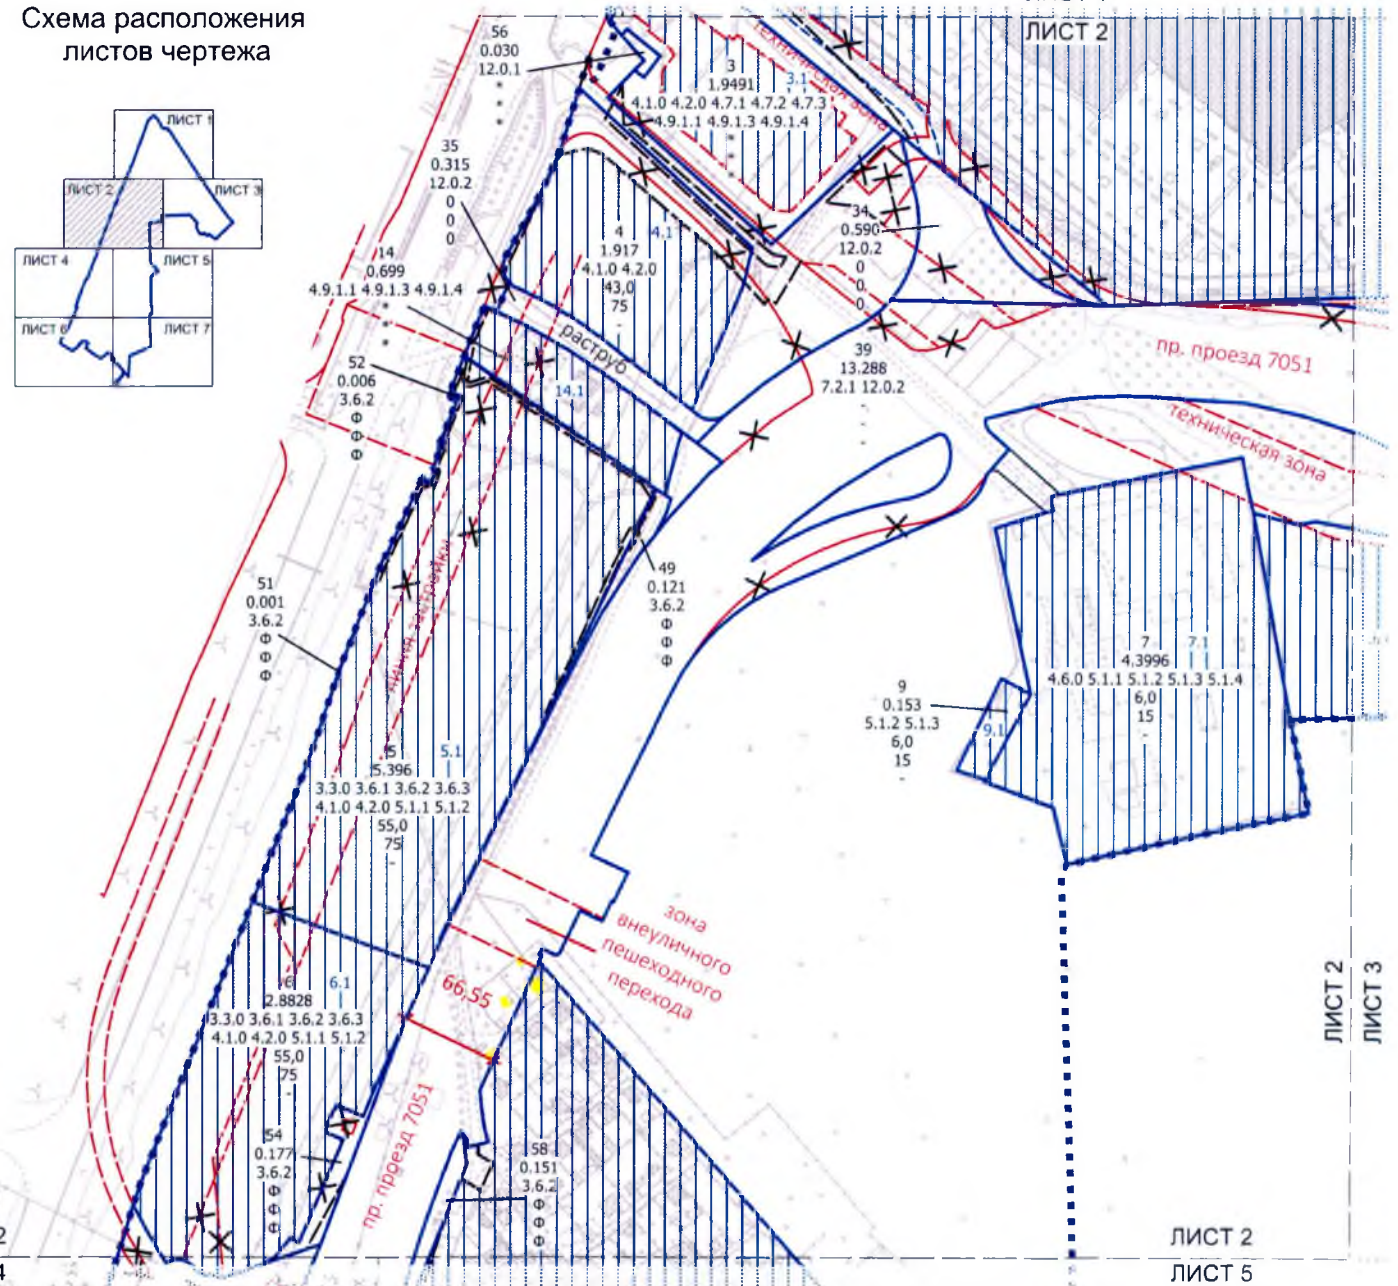 Схема расположения
листов чертежа
ЛИСТ 1
ЛИСТ 2
ЛИСТ 3
ЛИСТ 4
ЛИСТ 5
ЛИСТ 6
ЛИСТ 7
ЛИСТ 2
56
0.030
12.0.1
*
*
*
техническая зона
3
3.1
1.9491
4.1.0 4.2.0 4.7.1 4.7.2 4.7.3
4.9.1.1 4.9.1.3 4.9.1.4
*
*
*
35
0.315
12.0.2
0
0
0
34
0.590
12.0.2
0
0
0
4
4.1
1.917
4.1.0 4.2.0
43,0
75
-
14
0.699
4.9.1.1 4.9.1.3 4.9.1.4
*
*
*
раструб
14.1
52
0.006
3.6.2
Ф
Ф
Ф
39
13.288
7.2.1 12.0.2
-
-
-
пр. проезд 7051
техническая зона
линия застройки
51
0.001
3.6.2
Ф
Ф
Ф
49
0.121
3.6.2
Ф
Ф
Ф
7
7.1
4.3996
4.6.0 5.1.1 5.1.2 5.1.3 5.1.4
6,0
15
-
9
0.153
5.1.2 5.1.3
6,0
15
-
9.1
5
5.1
5.396
3.3.0 3.6.1 3.6.2 3.6.3
4.1.0 4.2.0 5.1.1 5.1.2
55,0
75
-
зона
внеуличного
пешеходного
перехода
66,55
6
6.1
2.8828
3.3.0 3.6.1 3.6.2 3.6.3
4.1.0 4.2.0 5.1.1 5.1.2
55,0
75
-
пр. проезд 7051
54
0.177
3.6.2
Ф
Ф
Ф
58
0.151
3.6.2
Ф
Ф
Ф
ЛИСТ 2
ЛИСТ 3
ЛИСТ 2
ЛИСТ 5
2
4